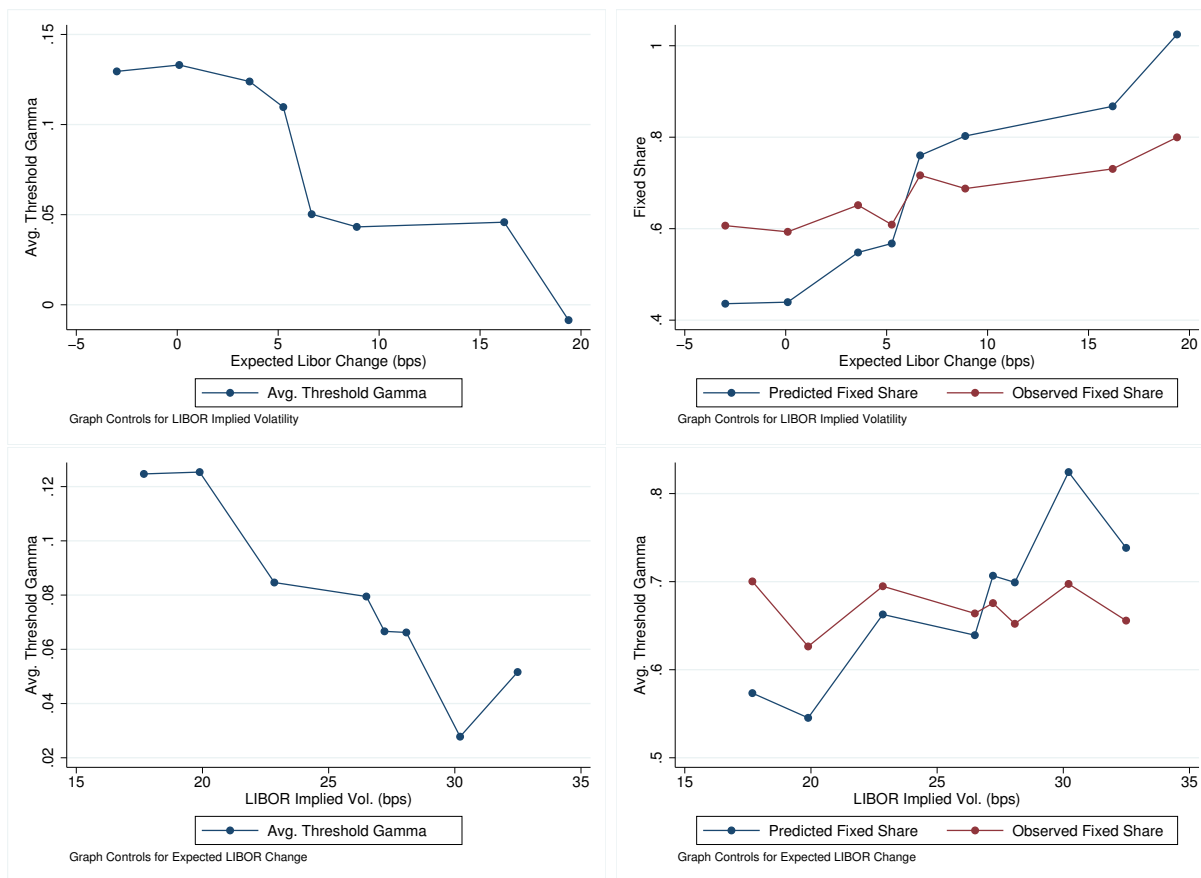 Avg. Threshold Gamma
.15
.1
.05
0
−5 0 5 10 15 20
Expected Libor Change (bps)
Avg. Threshold Gamma
Graph Controls for LIBOR Implied Volatility
Fixed Share
1
.8
.6
.4
−5 0 5 10 15 20
Expected Libor Change (bps)
Predicted Fixed Share Observed Fixed Share
Graph Controls for LIBOR Implied Volatility
Avg. Threshold Gamma
.12
.1
.08
.06
.04
.02
15 20 25 30 35
LIBOR Implied Vol. (bps)
Avg. Threshold Gamma
Graph Controls for Expected LIBOR Change
Avg. Threshold Gamma
.8
.7
.6
.5
15 20 25 30 35
LIBOR Implied Vol. (bps)
Predicted Fixed Share Observed Fixed Share
Graph Controls for Expected LIBOR Change